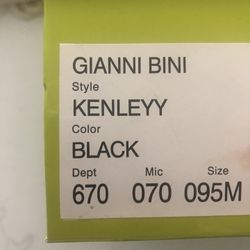 GIANNI BINI
Style
KENLEYY
Color
BLACK
Dept Mic Size
670 070 095M